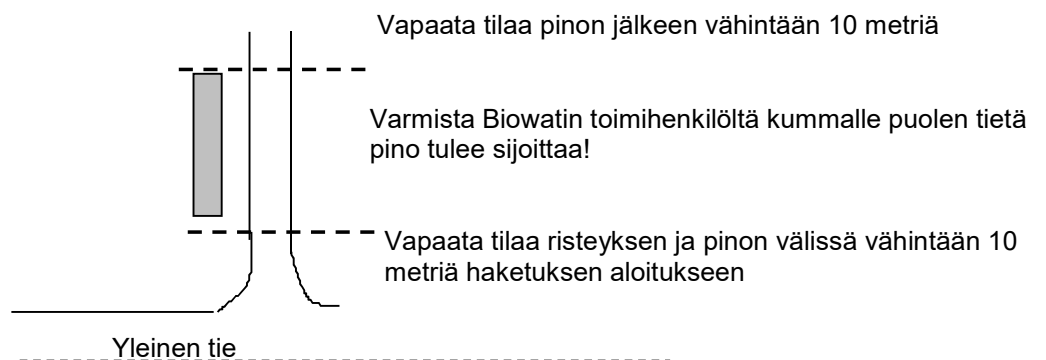 Vapaata tilaa pinon jälkeen vähintään 10 metriä
Varmista Biowatin toimihenkilöltä kummalle puolen tietä
pino tulee sijoittaa!
Vapaata tilaa risteyksen ja pinon välissä vähintään 10
metriä haketuksen aloitukseen
Yleinen tie